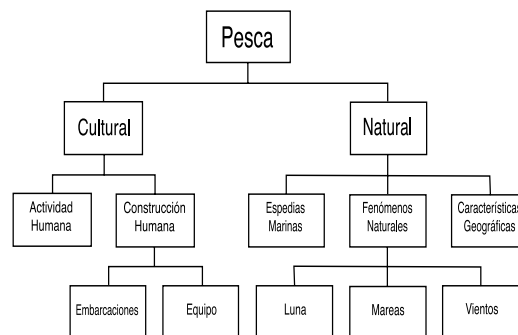 Pesca
Cultural
Natural
Actividad
Humana
Construcción
Humana
Espedias
Marinas
Fenómenos
Naturales
Características
Geográficas
Embarcaciones
Equipo
Luna
Mareas
Vientos